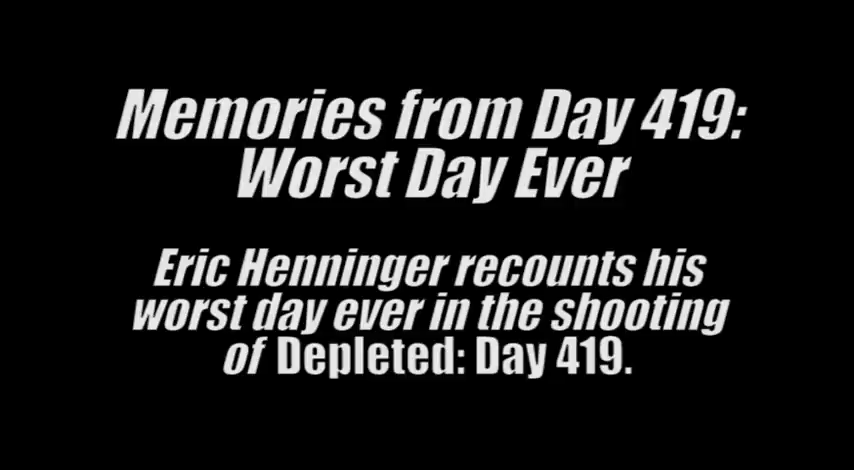 Memories from Day 419:
Worst Day Ever
Eric Henninger recounts his
worst day ever in the shooting
of Depleted: Day 419.